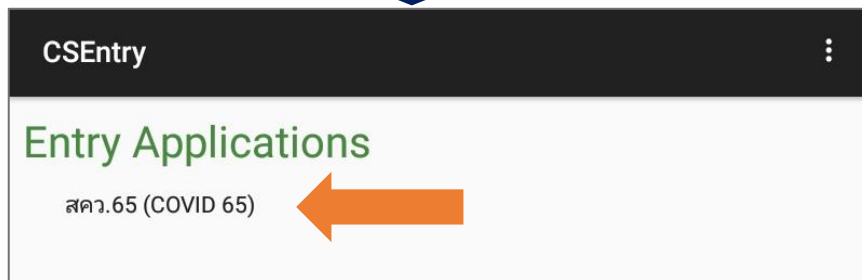 CSEntry
Entry Applications
สคว.65 (COVID 65)